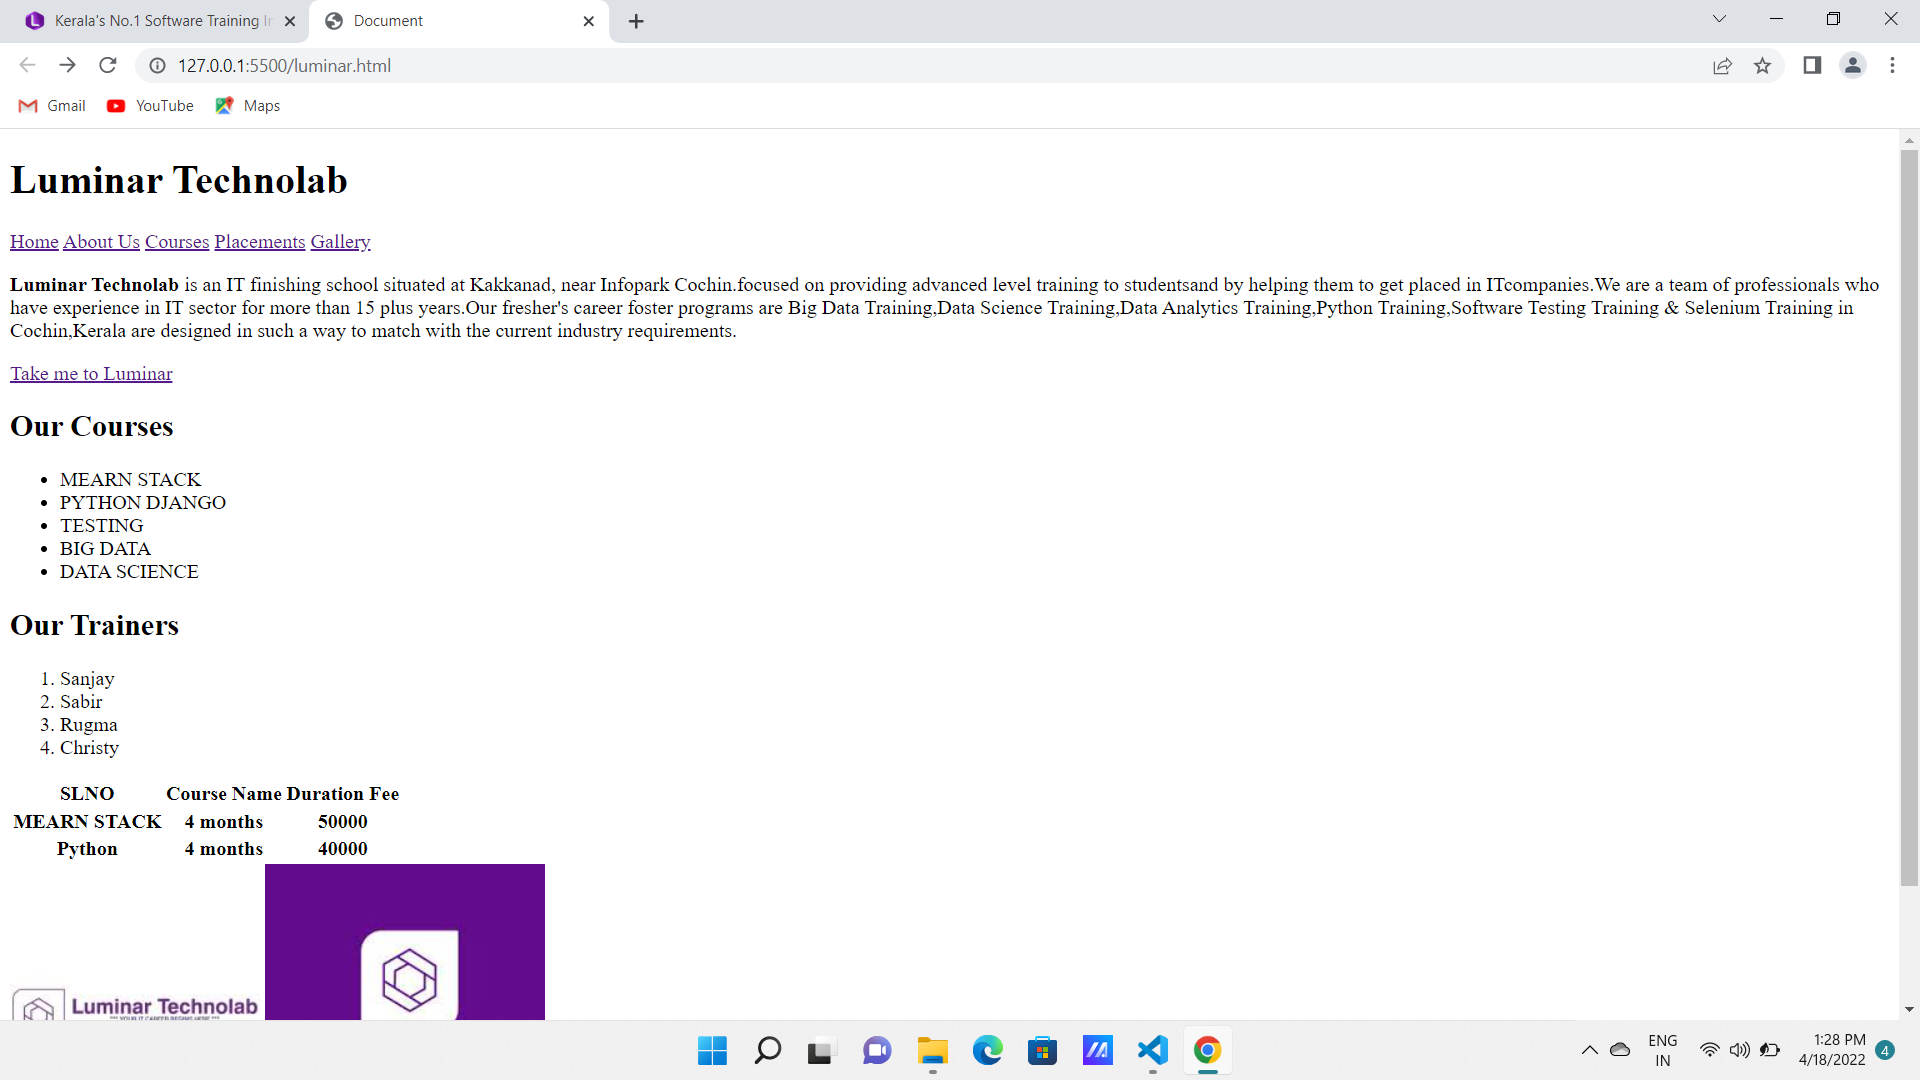 Kerala's No.1 Software Training In
Document
127.0.0.1:5500/luminar.html
Gmail YouTube Maps
Luminar Technolab
Home About Us Courses Placements Gallery
Luminar Technolab is an IT finishing school situated at Kakkanad, near Infopark Cochin.focused on providing advanced level training to studentsand by helping them to get placed in ITcompanies.We are a team of professionals who
have experience in IT sector for more than 15 plus years.Our fresher's career foster programs are Big Data Training,Data Science Training,Data Analytics Training,Python Training,Software Testing Training & Selenium Training in
Cochin,Kerala are designed in such a way to match with the current industry requirements.
Take me to Luminar
Our Courses
• MEARN STACK
• PYTHON DJANGO
• TESTING
• BIG DATA
• DATA SCIENCE
Our Trainers
1. Sanjay
2. Sabir
3. Rugma
4. Christy
SLNO Course Name Duration Fee
MEARN STACK 4 months 50000
Python 4 months 40000
Luminar Technolab
ENG
IN
1:28 PM
4/18/2022
4